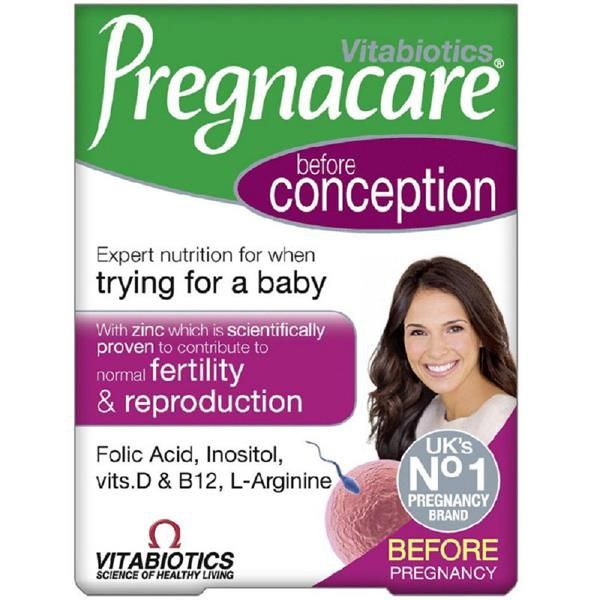 Vitabiotics
Pregnacare®
before
conception
Expert nutrition for when
trying for a baby
With zinc which is scientifically
proven to contribute to
normal fertility
& reproduction
Folic Acid, Inositol,
vits.D & B12, L-Arginine
UK's
Nº1
PREGNANCY
BRAND
BEFORE
PREGNANCY
VITABIOTICS
SCIENCE OF HEALTHY LIVING